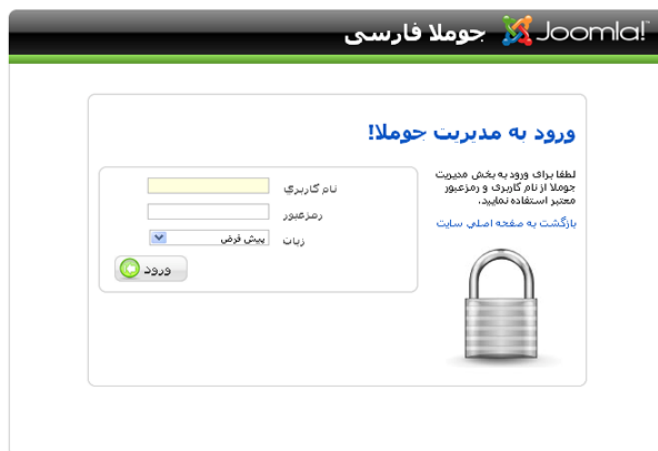 جوملا فارسی Joomla!
ورود به مدیریت جوملا!
لطفا برای ورود به بخش مدیریت
جوملا از نام کاربری و رمزعبور
معتبر استفاده نمایید.
بازگشت به صفحه اصلی سایت
نام کاربری
رمزعبور
زبان
پیش فرض
ورود